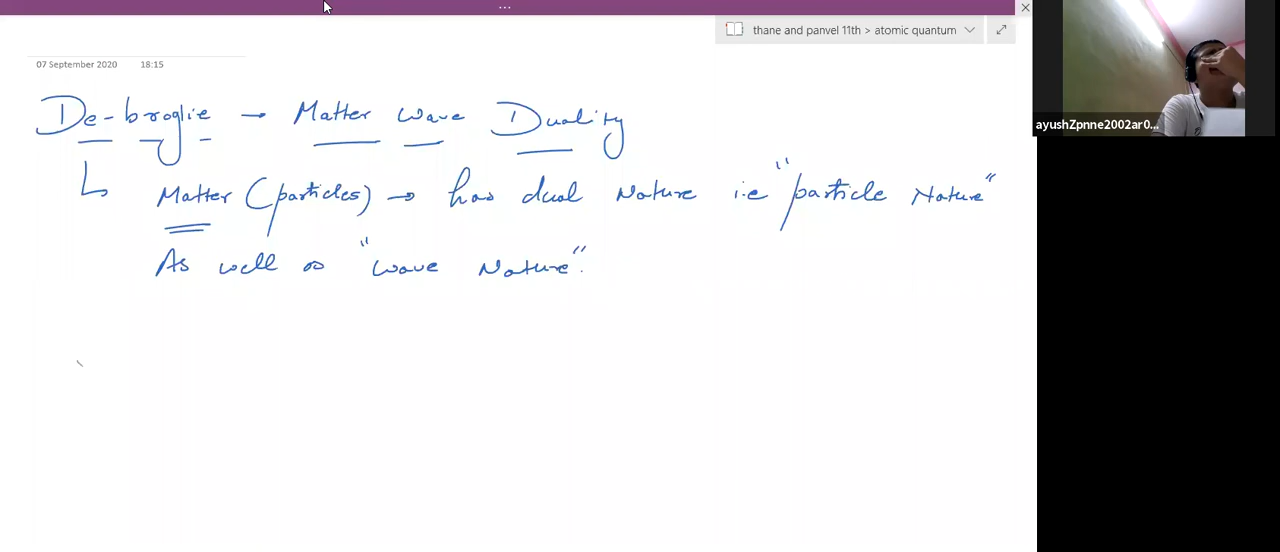 thane and panvel 11th > atomic quantum
07 September 2020 18:15
De-broglie → Matter wave Duality
Matter (particles) → has dual Nature i.e "particle Nature"
As well as "wave Nature".
ayushZpnne2002ar0...